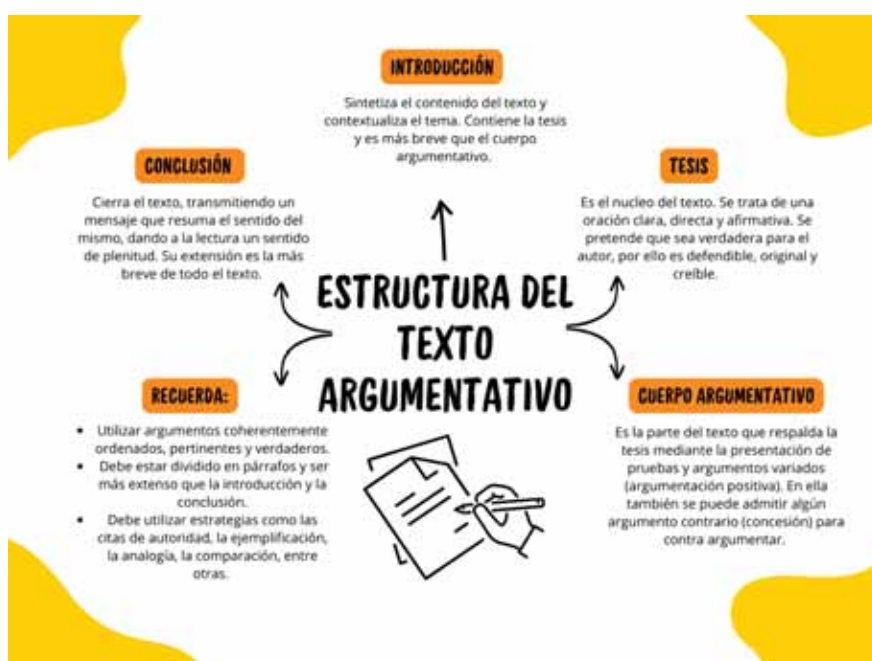 INTRODUCCIÓN
Sintetiza el contenido del texto y
contextualiza el tema. Contiene la tesis
y es más breve que el cuerpo
argumentativo.
CONCLUSIÓN
Cierra el texto, transmitiendo un
mensaje que resuma el sentido del
mismo, dando a la lectura un sentido
de plenitud. Su extensión es la más
breve de todo el texto.
TESIS
Es el nucleo del texto. Se trata de una
oración clara, directa y afirmativa. Se
pretende que sea verdadera para el
autor, por ello es defendible, original y
creíble.
ESTRUCTURA DEL
TEXTO
ARGUMENTATIVO
RECUERDA:
• Utilizar argumentos coherentemente
ordenados, pertinentes y verdaderos.
• Debe estar dividido en párrafos y ser
más extenso que la introducción y la
conclusión.
• Debe utilizar estrategias como las
citas de autoridad, la ejemplificación,
la analogía, la comparación, entre
otras.
CUERPO ARGUMENTATIVO
Es la parte del texto que respalda la
tesis mediante la presentación de
pruebas y argumentos variados
(argumentación positiva). En ella
también se puede admitir algún
argumento contrario (concesión) para
contra argumentar.